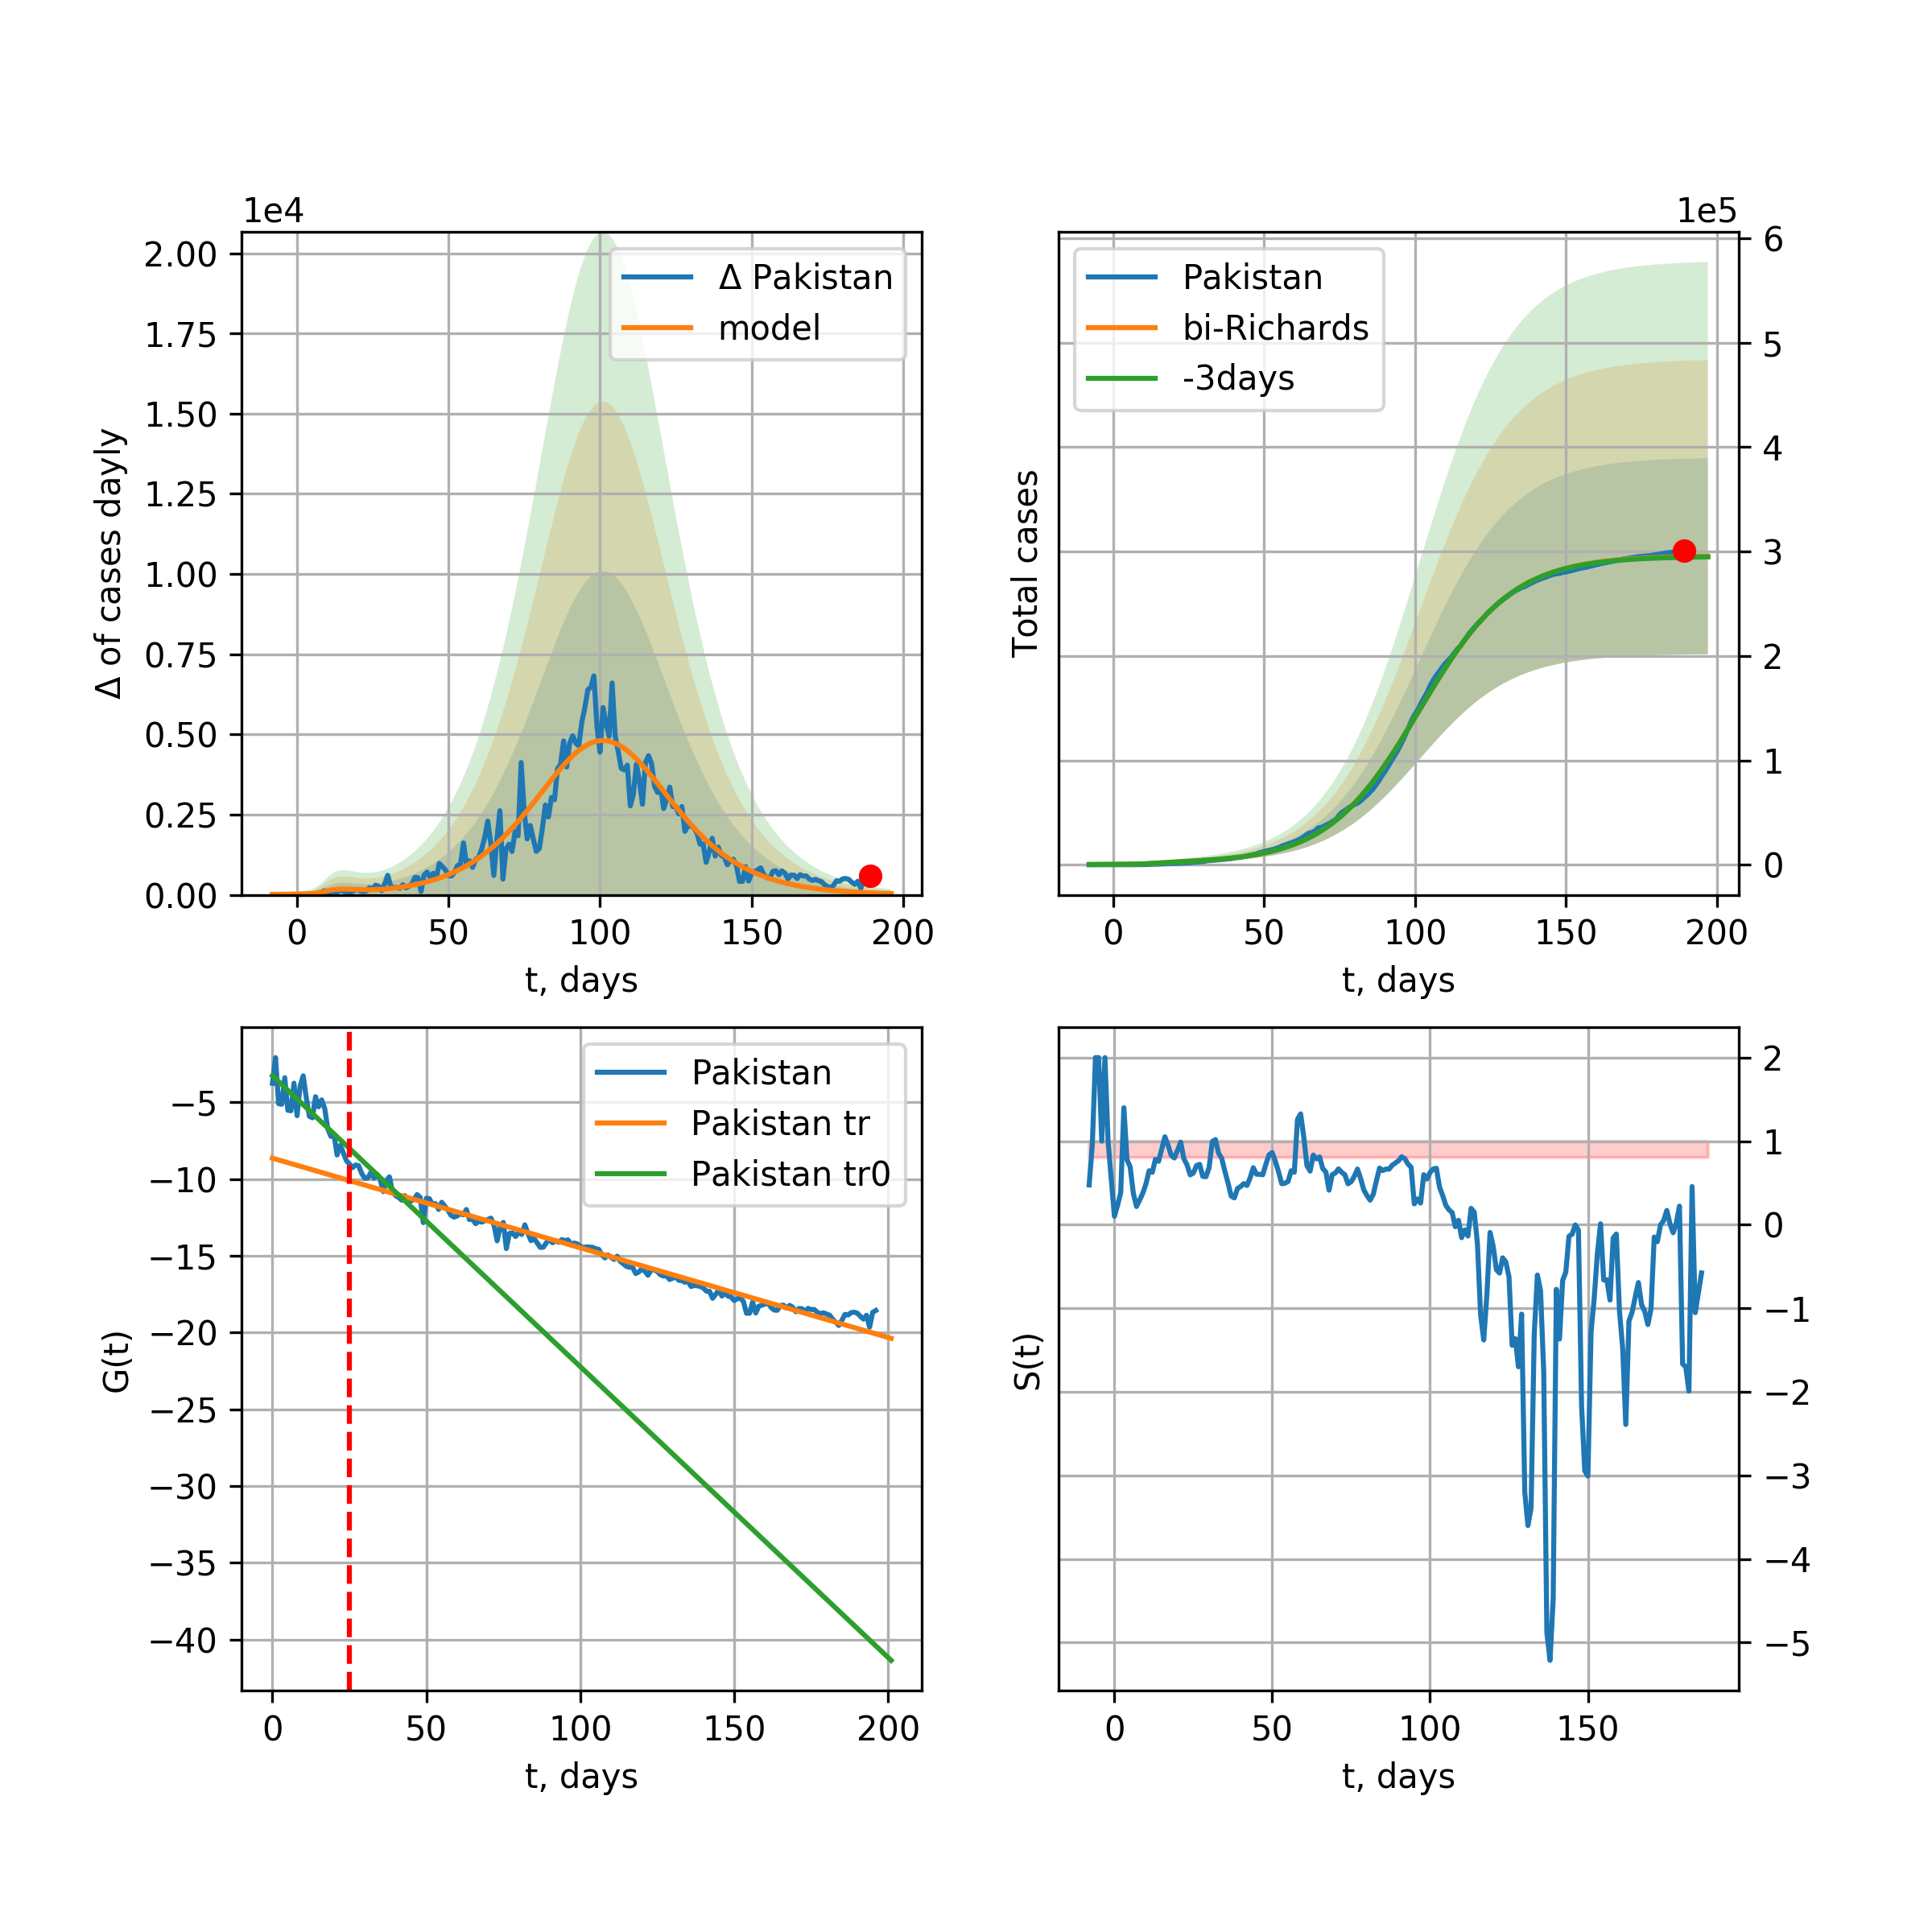 1e4
2.00
1.75
1.50
1.25
1.00
0.75
0.50
0.25
0.00
Δ of cases dayly
Δ Pakistan
model
0 50 100 150 200
t, days
1e5
6
5
4
3
2
1
0
Total cases
Pakistan
bi-Richards
-3days
0 50 100 150 200
t, days
−5
−10
−15
−20
−25
−30
−35
−40
G(t)
Pakistan
Pakistan tr
Pakistan tr0
0 50 100 150 200
t, days
2
1
0
−1
−2
−3
−4
−5
S(t)
0 50 100 150
t, days